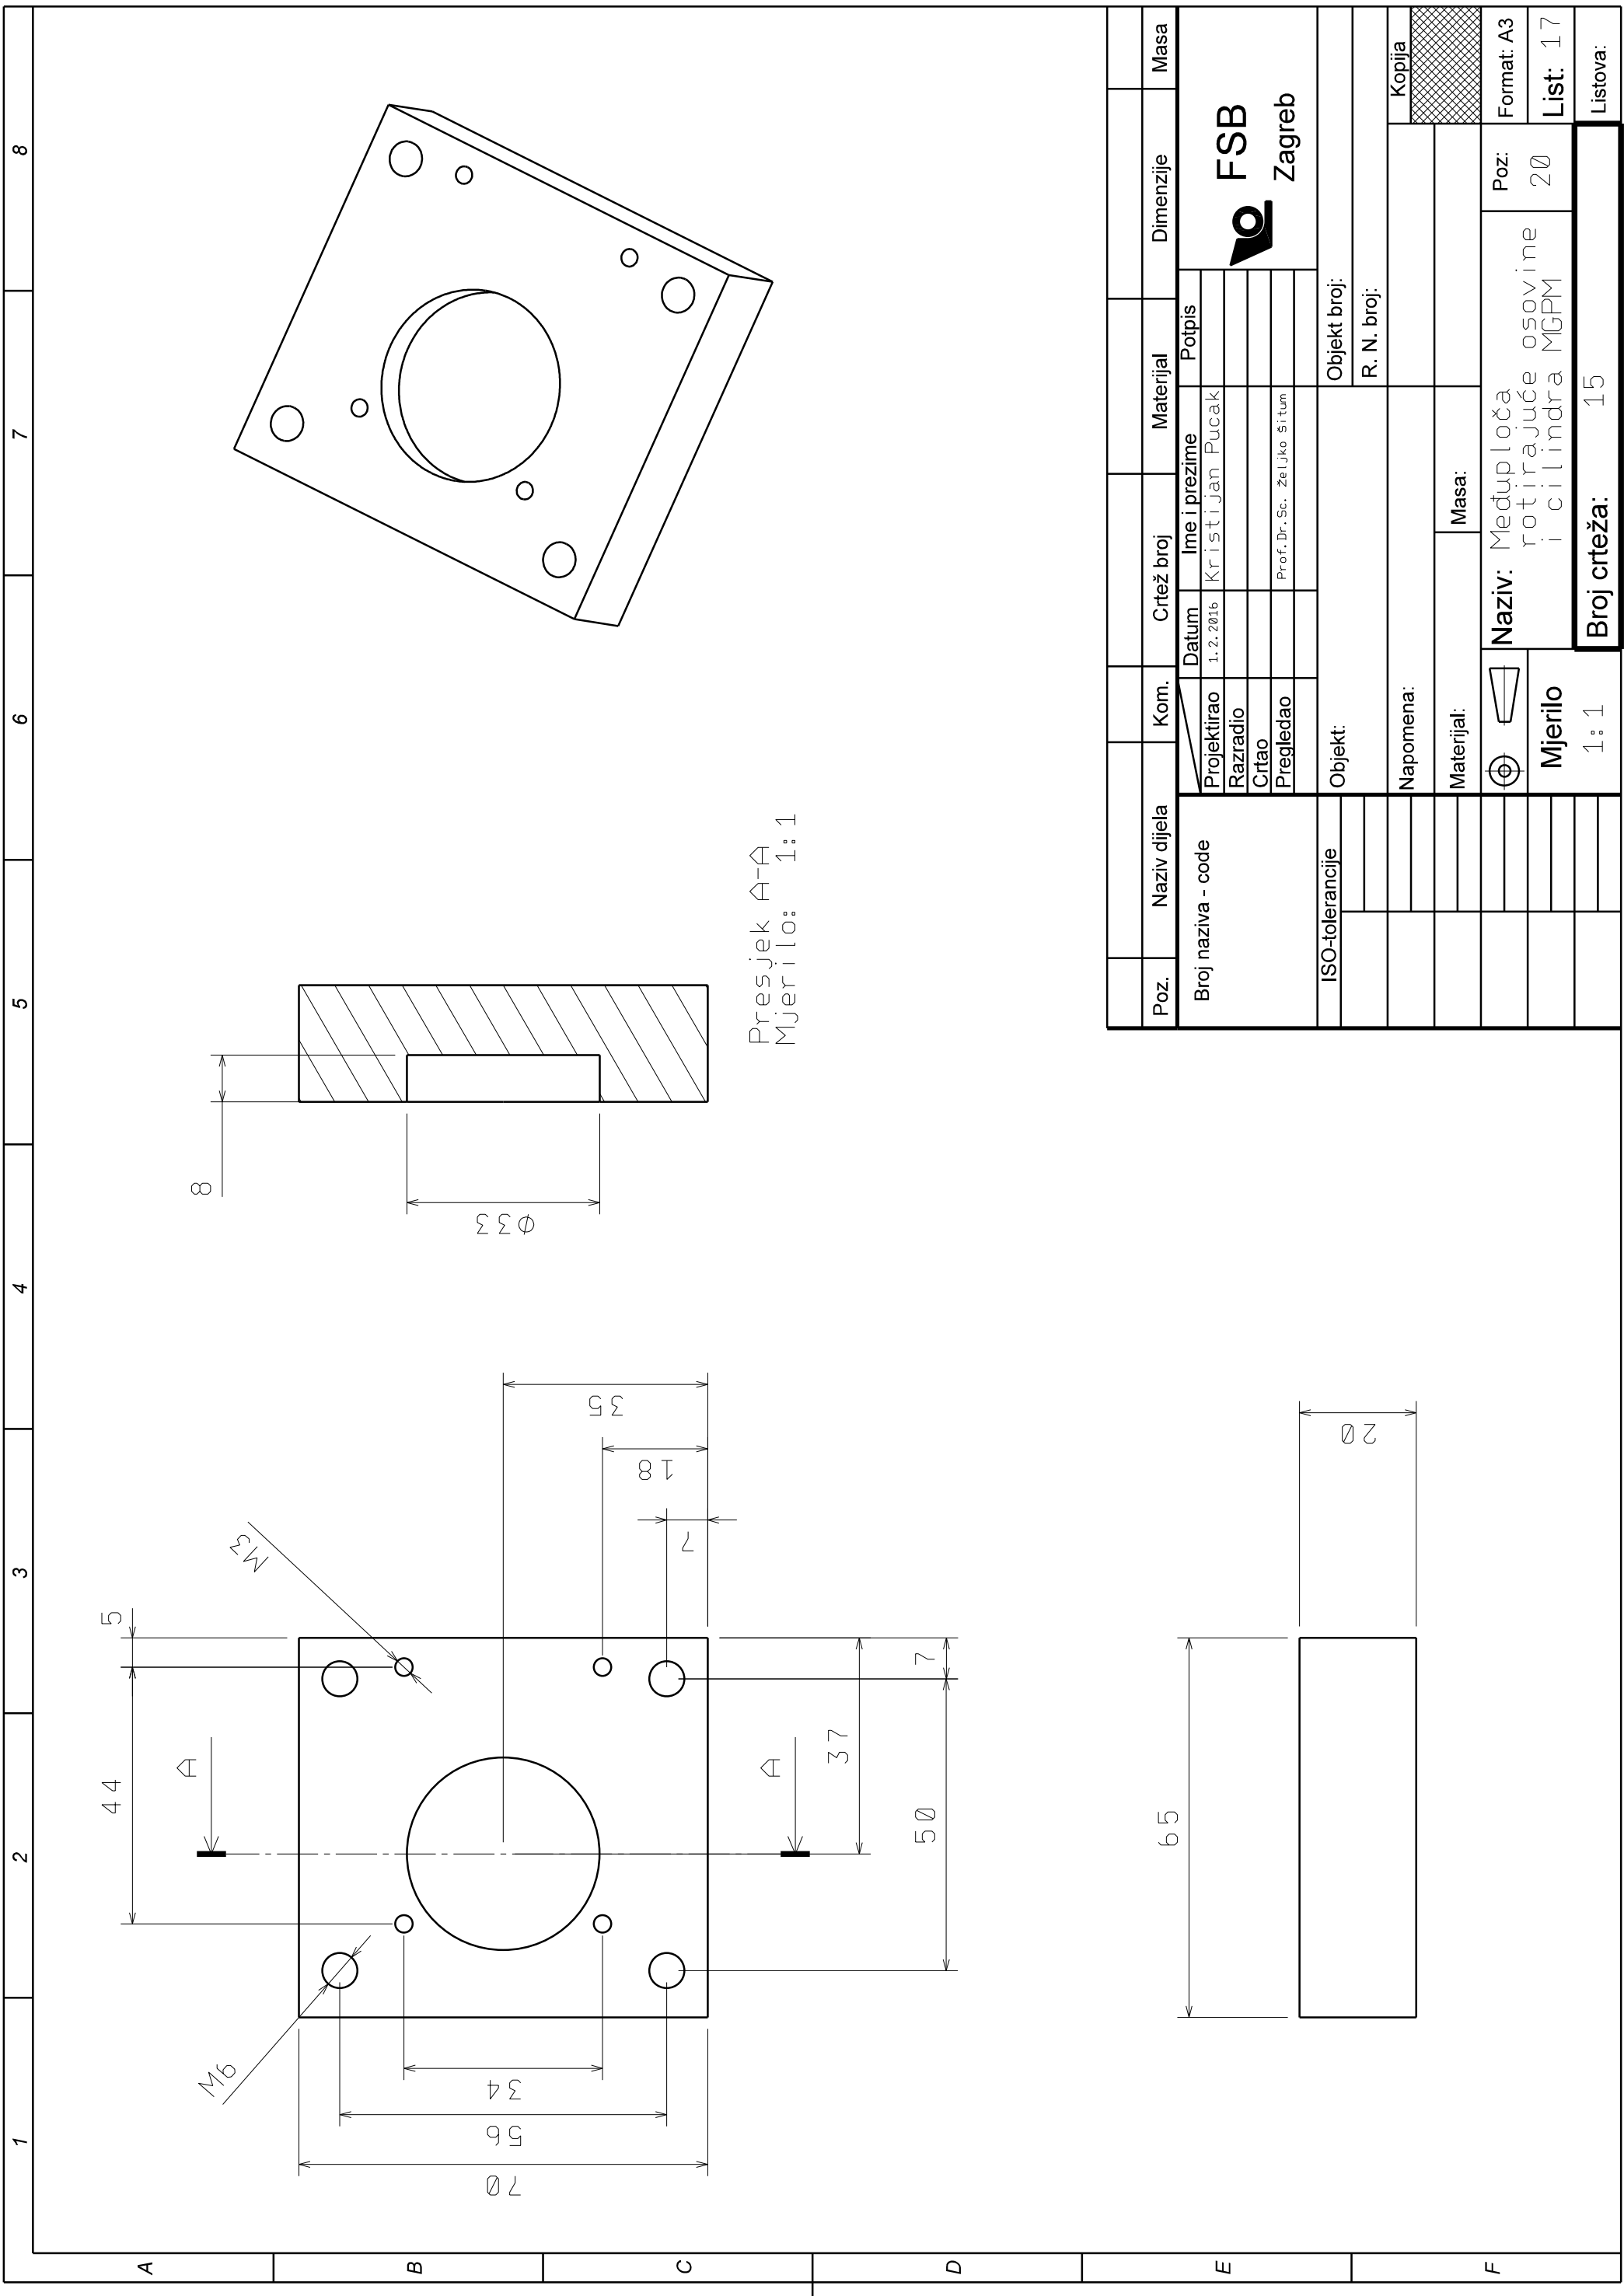 1 2 3 4 5 6 7 8
A
B
C
D
E
F
44
5
M6
M3
A
A
70
56
34
7
18
35
37
50
7
8
Ø33
Presjek A-A
Mjerilo: 1:1
65
20
Poz. Naziv dijela Kom. Crtež broj Materijal Dimenzije Masa
Broj naziva - code
Datum Ime i prezime Potpis
Projektirao 1.2.2016 Kristijan Pucak
Razradio
Crtao
Pregledao Prof.Dr.Sc. Željko Šitum
FSB
Zagreb
ISO-tolerancije
Objekt: Objekt broj:
R. N. broj:
Napomena: Kopija
Materijal: Masa:
Naziv: Međuploča
rotirajuće osovine
i cilindra MGPM
Poz:
20
Format: A3
Mjerilo
1:1
List: 17
Broj crteža: 15
Listova: